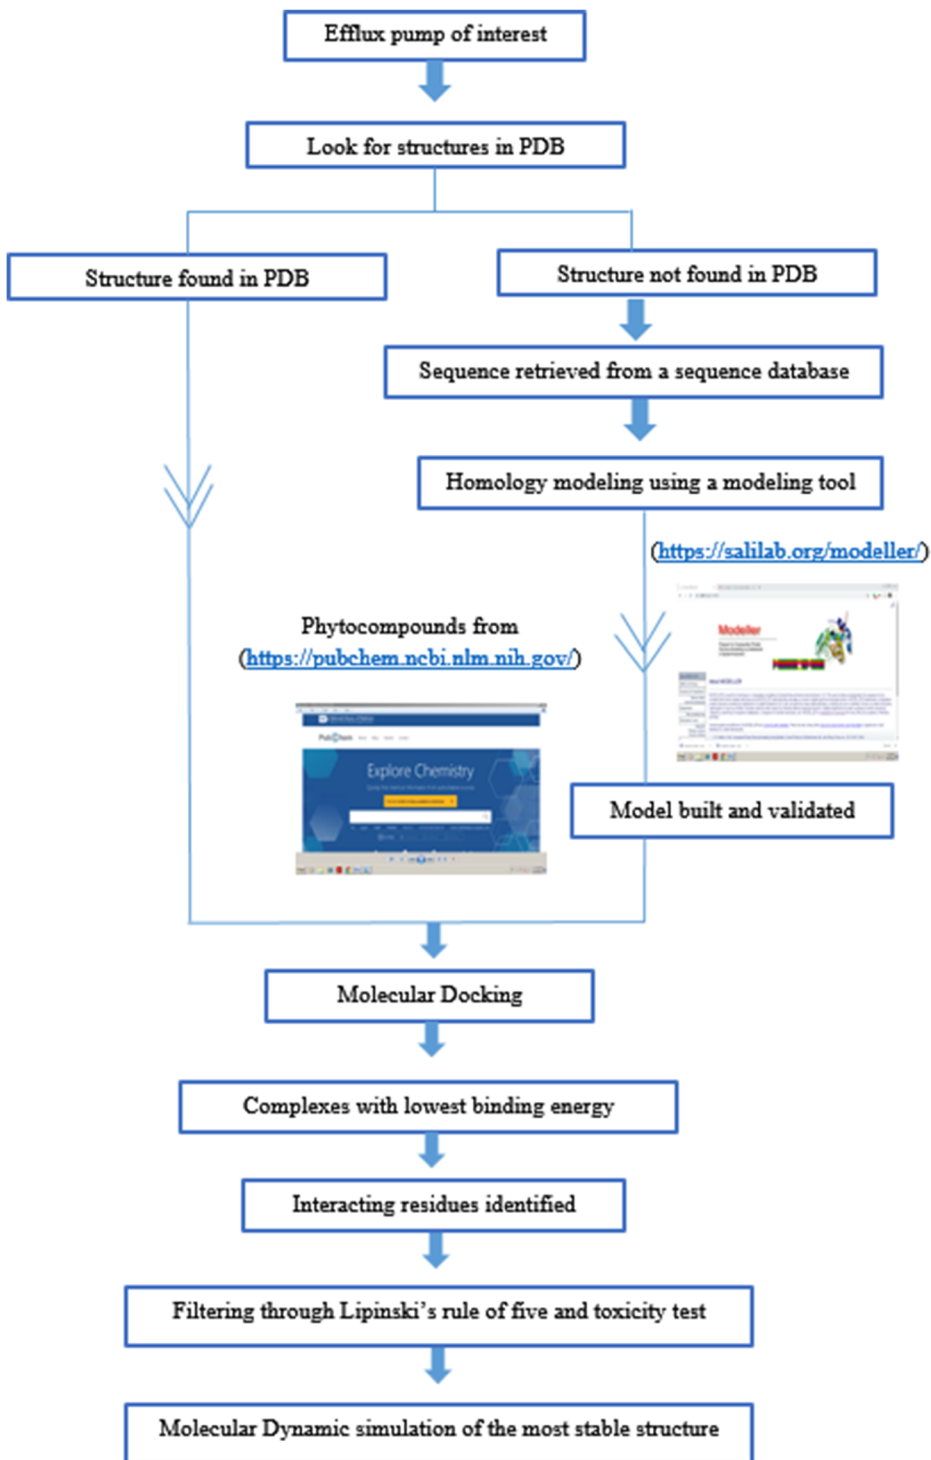 Efflux pump of interest
Look for structures in PDB
Structure found in PDB
Structure not found in PDB
Sequence retrieved from a sequence database
Homology modeling using a modeling tool
(https://salilab.org/modeller/)
Modeller
Phytocompounds from
(https://pubchem.ncbi.nlm.nih.gov/)
PubChem
Explore Chemistry
Model built and validated
Molecular Docking
Complexes with lowest binding energy
Interacting residues identified
Filtering through Lipinski's rule of five and toxicity test
Molecular Dynamic simulation of the most stable structure